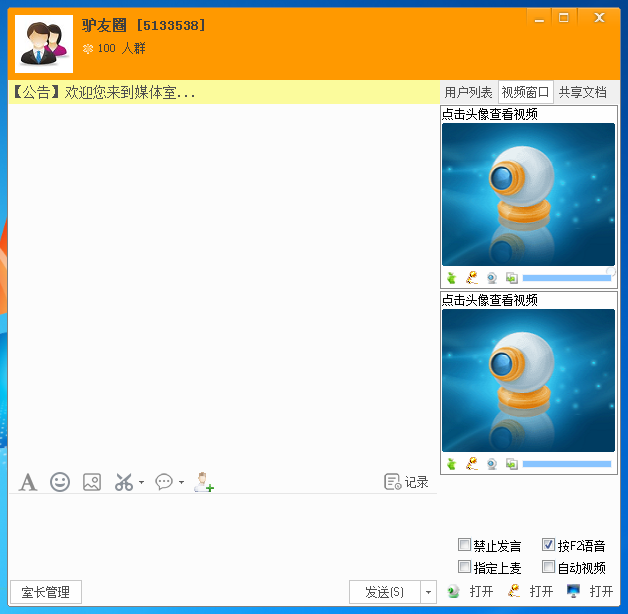 驴友圈 [5133538]
100 人群
【公告】欢迎您来到媒体室...
用户列表 视频窗口 共享文档
点击头像查看视频
点击头像查看视频
A
记录
禁止发言 按F2语音
指定上麦 自动视频
室长管理 发送(S) 打开 打开 打开